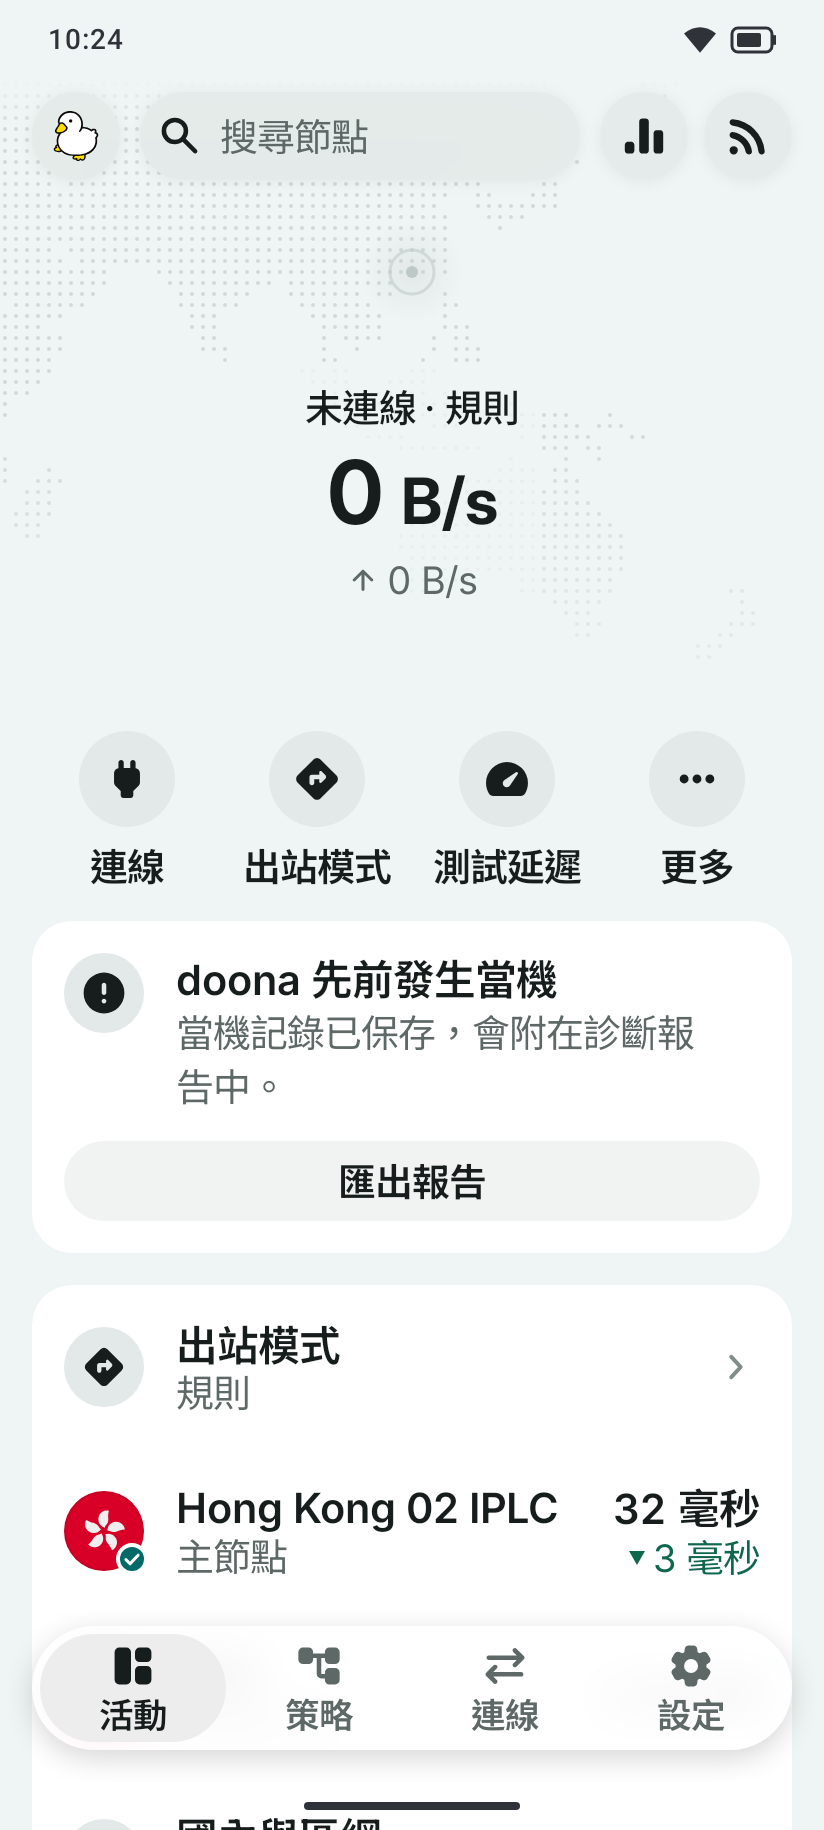 10:24
搜尋節點
未連線 · 規則
0 B/s
↑ 0 B/s
連線
出站模式
測試延遲
更多
doona 先前發生當機
當機記錄已保存，會附在診斷報
告中。
匯出報告
出站模式
規則
Hong Kong 02 IPLC
32 毫秒
主節點
▼3 毫秒
活動
策略
連線
設定